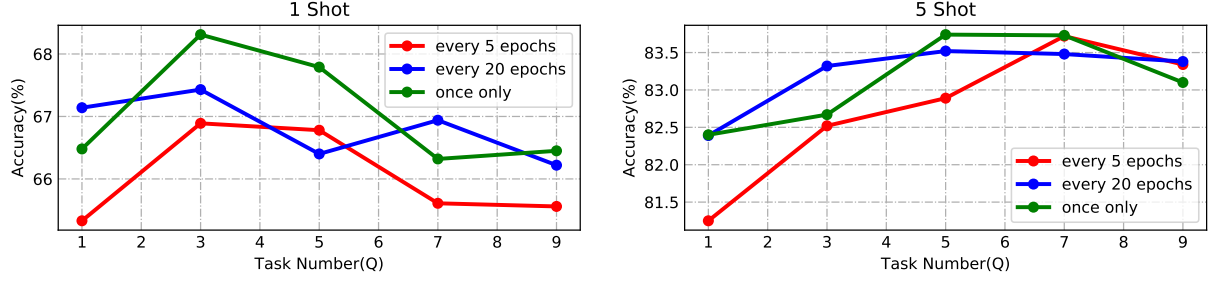 1 Shot
68
67
66
Accuracy(%)
every 5 epochs
every 20 epochs
once only
1 2 3 4 5 6 7 8 9
Task Number(Q)
5 Shot
83.5
83.0
82.5
82.0
81.5
Accuracy(%)
every 5 epochs
every 20 epochs
once only
1 2 3 4 5 6 7 8 9
Task Number(Q)